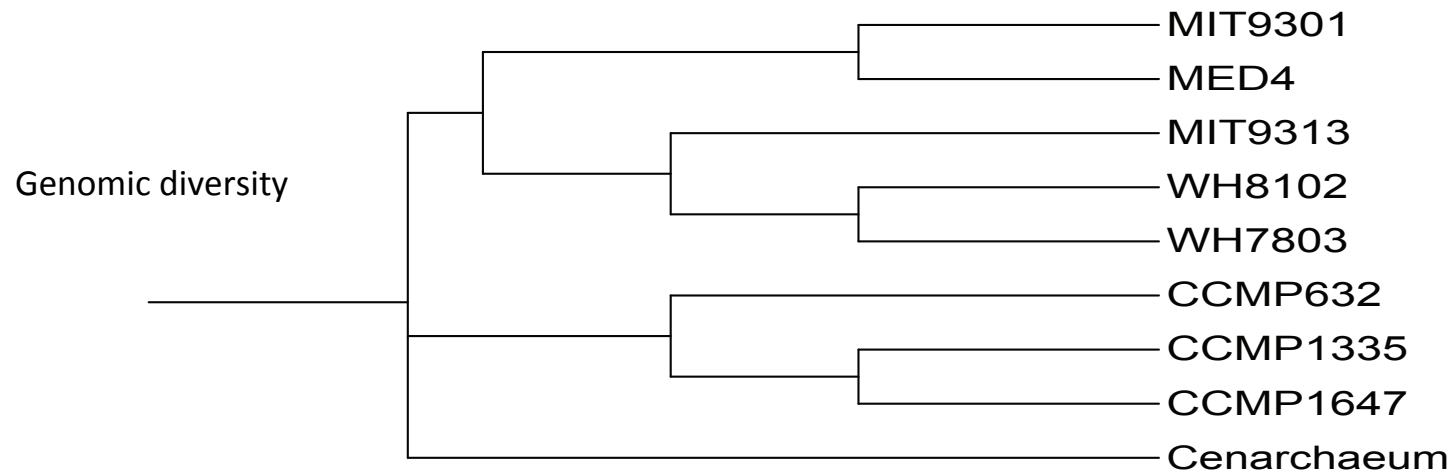 MIT9301
MED4
MIT9313
Genomic diversity
WH8102
WH7803
CCMP632
CCMP1335
CCMP1647
Cenarchaeum